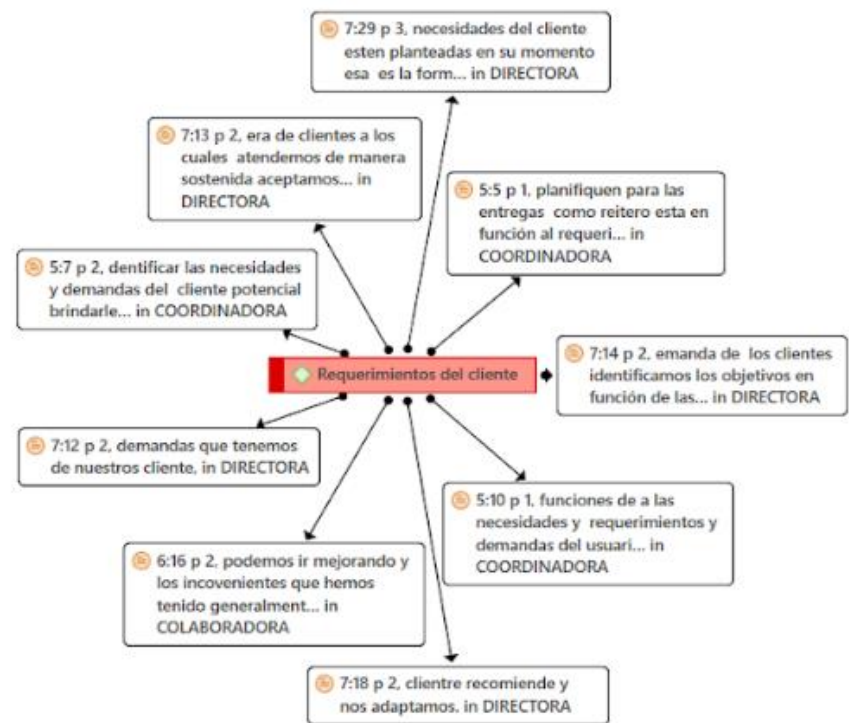 7:29 p 3, necesidades del cliente
esten planteadas en su momento
esa es la form... in DIRECTORA
7:13 p 2, era de clientes a los
cuales atendemos de manera
sostenida aceptamos... in
DIRECTORA
5:5 p 1, planifiquen para las
entregas como reitero esta en
función al requeri... in
COORDINADORA
5:7 p 2, dentificar las necesidades
y demandas del cliente potencial
brindarle... in COORDINADORA
Requerimientos del cliente
7:14 p 2, emanda de los clientes
identificamos los objetivos en
función de las... in DIRECTORA
7:12 p 2, demandas que tenemos
de nuestros cliente. in DIRECTORA
5:10 p 1, funciones de a las
necesidades y requerimientos y
demandas del usuari... in
COORDINADORA
6:16 p 2, podemos ir mejorando y
los incovenientes que hemos
tenido generalment... in
COLABORADORA
7:18 p 2, clientre recomiende y
nos adaptamos. in DIRECTORA